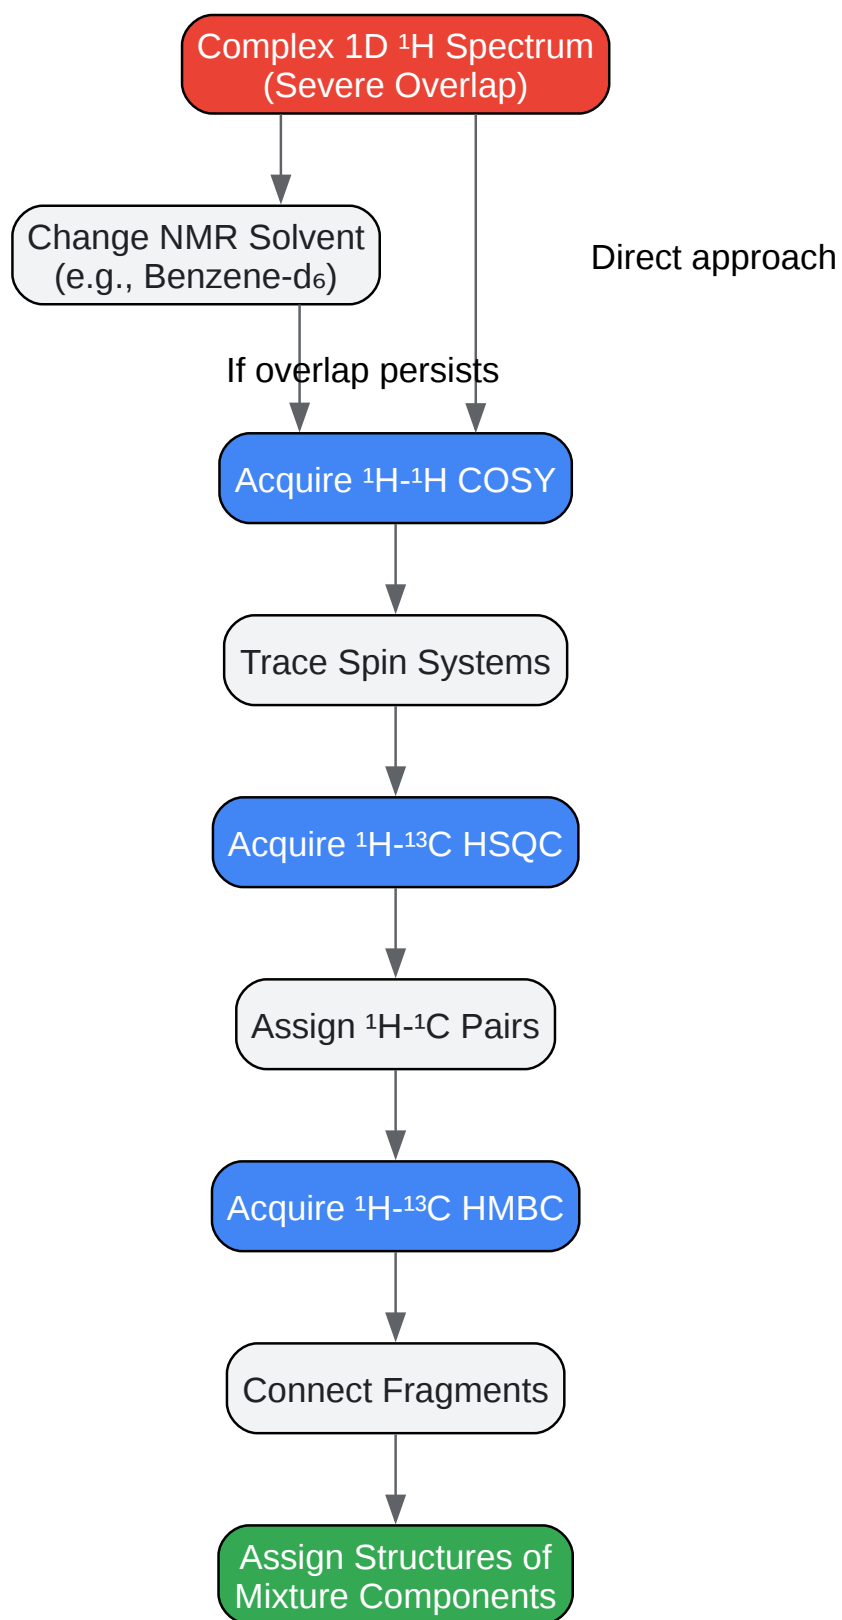 Complex 1D ¹H Spectrum
(Severe Overlap)
Change NMR Solvent
(e.g., Benzene-d₆)
Direct approach
If overlap persists
Acquire ¹H-¹H COSY
Trace Spin Systems
Acquire ¹H-¹³C HSQC
Assign ¹H-¹C Pairs
Acquire ¹H-¹³C HMBC
Connect Fragments
Assign Structures of
Mixture Components